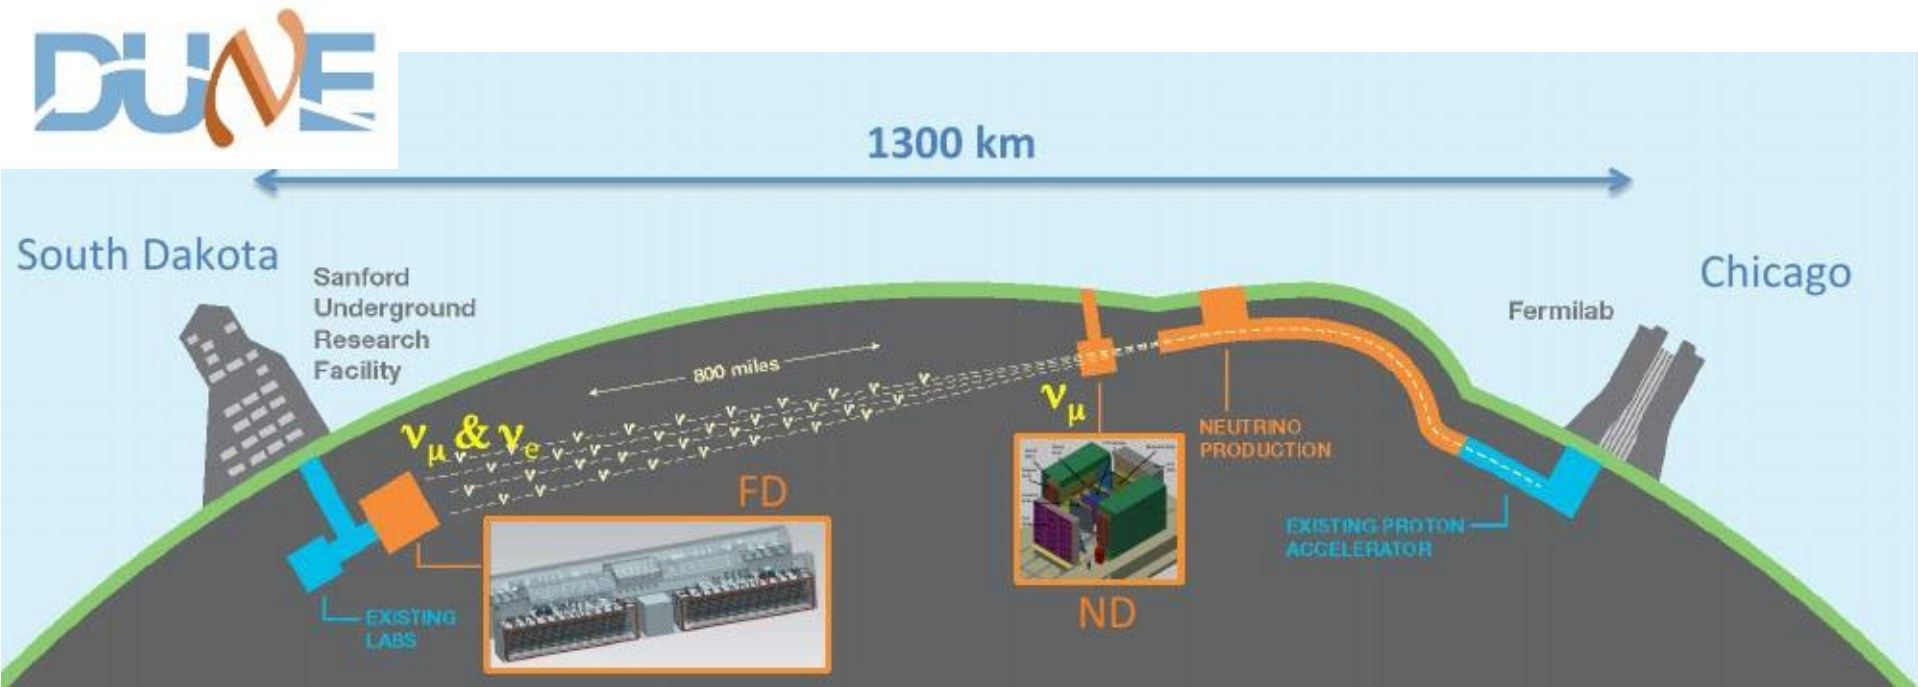 DUNE
1300 km
South Dakota
Sanford
Underground
Research
Facility
Chicago
Fermilab
800 miles
νμ & νe
νμ
NEUTRINO
PRODUCTION
FD
EXISTING PROTON
ACCELERATOR
ND
EXISTING
LABS